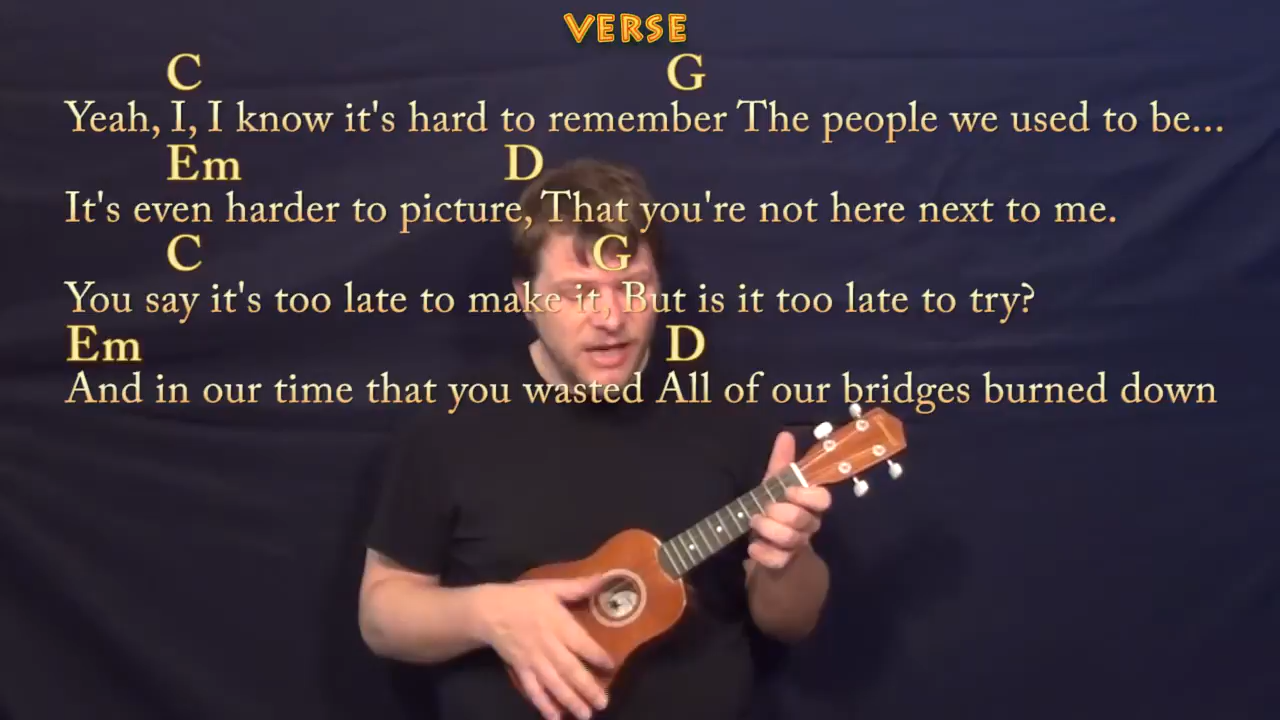 VERSE
C G
Yeah, I, I know it's hard to remember The people we used to be...
Em D
It's even harder to picture, That you're not here next to me.
C G
You say it's too late to make it, But is it too late to try?
Em D
And in our time that you wasted All of our bridges burned down